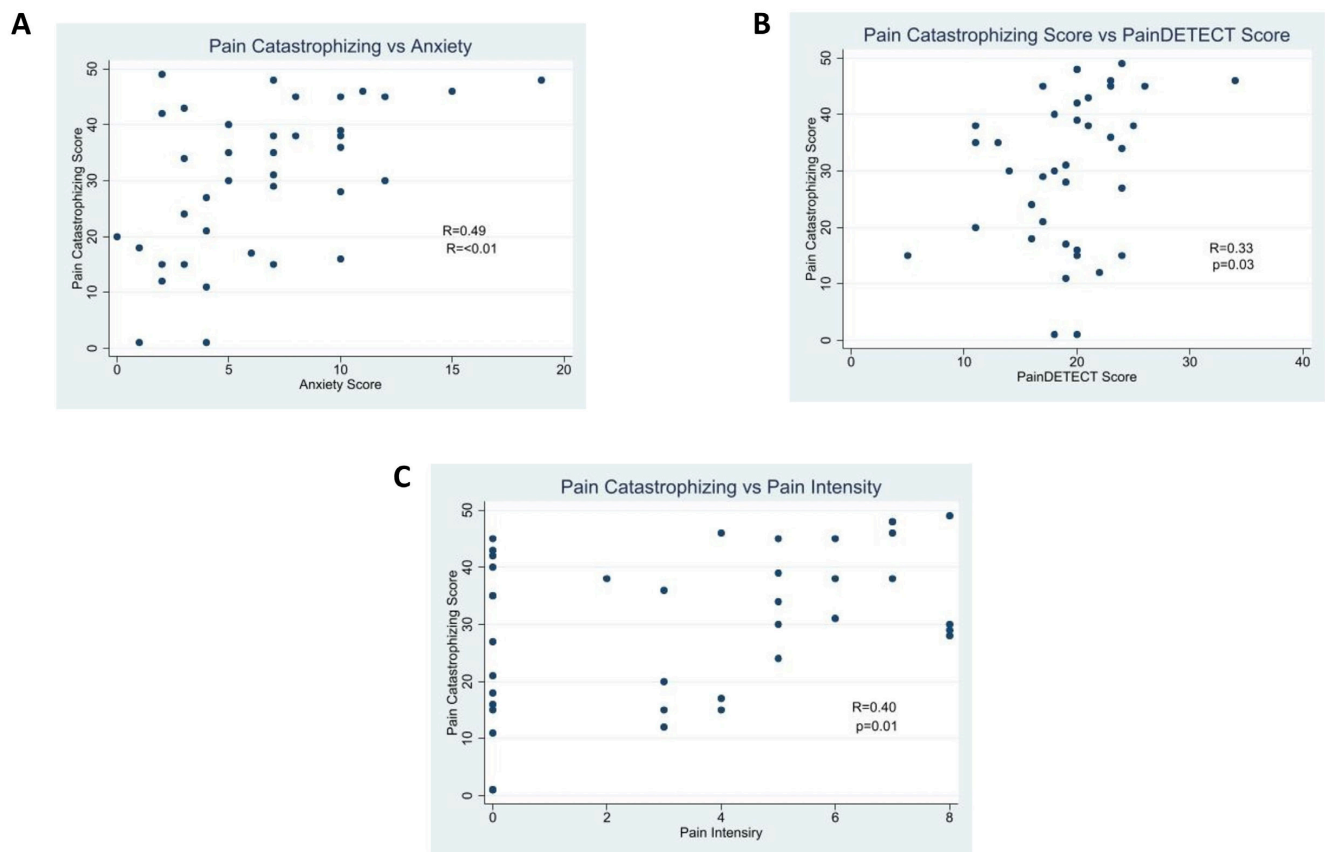 A
Pain Catastrophizing vs Anxiety
Pain Catastrophizing Score
50
40
30
20
10
0
R=0.49
R=<0.01
0 5 10 15 20
Anxiety Score
B
Pain Catastrophizing Score vs PainDETECT Score
Pain Catastrophizing Score
50
40
30
20
10
0
R=0.33
p=0.03
0 10 20 30 40
PainDETECT Score
C
Pain Catastrophizing vs Pain Intensity
Pain Catastrophizing Score
50
40
30
20
10
0
R=0.40
p=0.01
0 2 4 6 8
Pain Intensiry